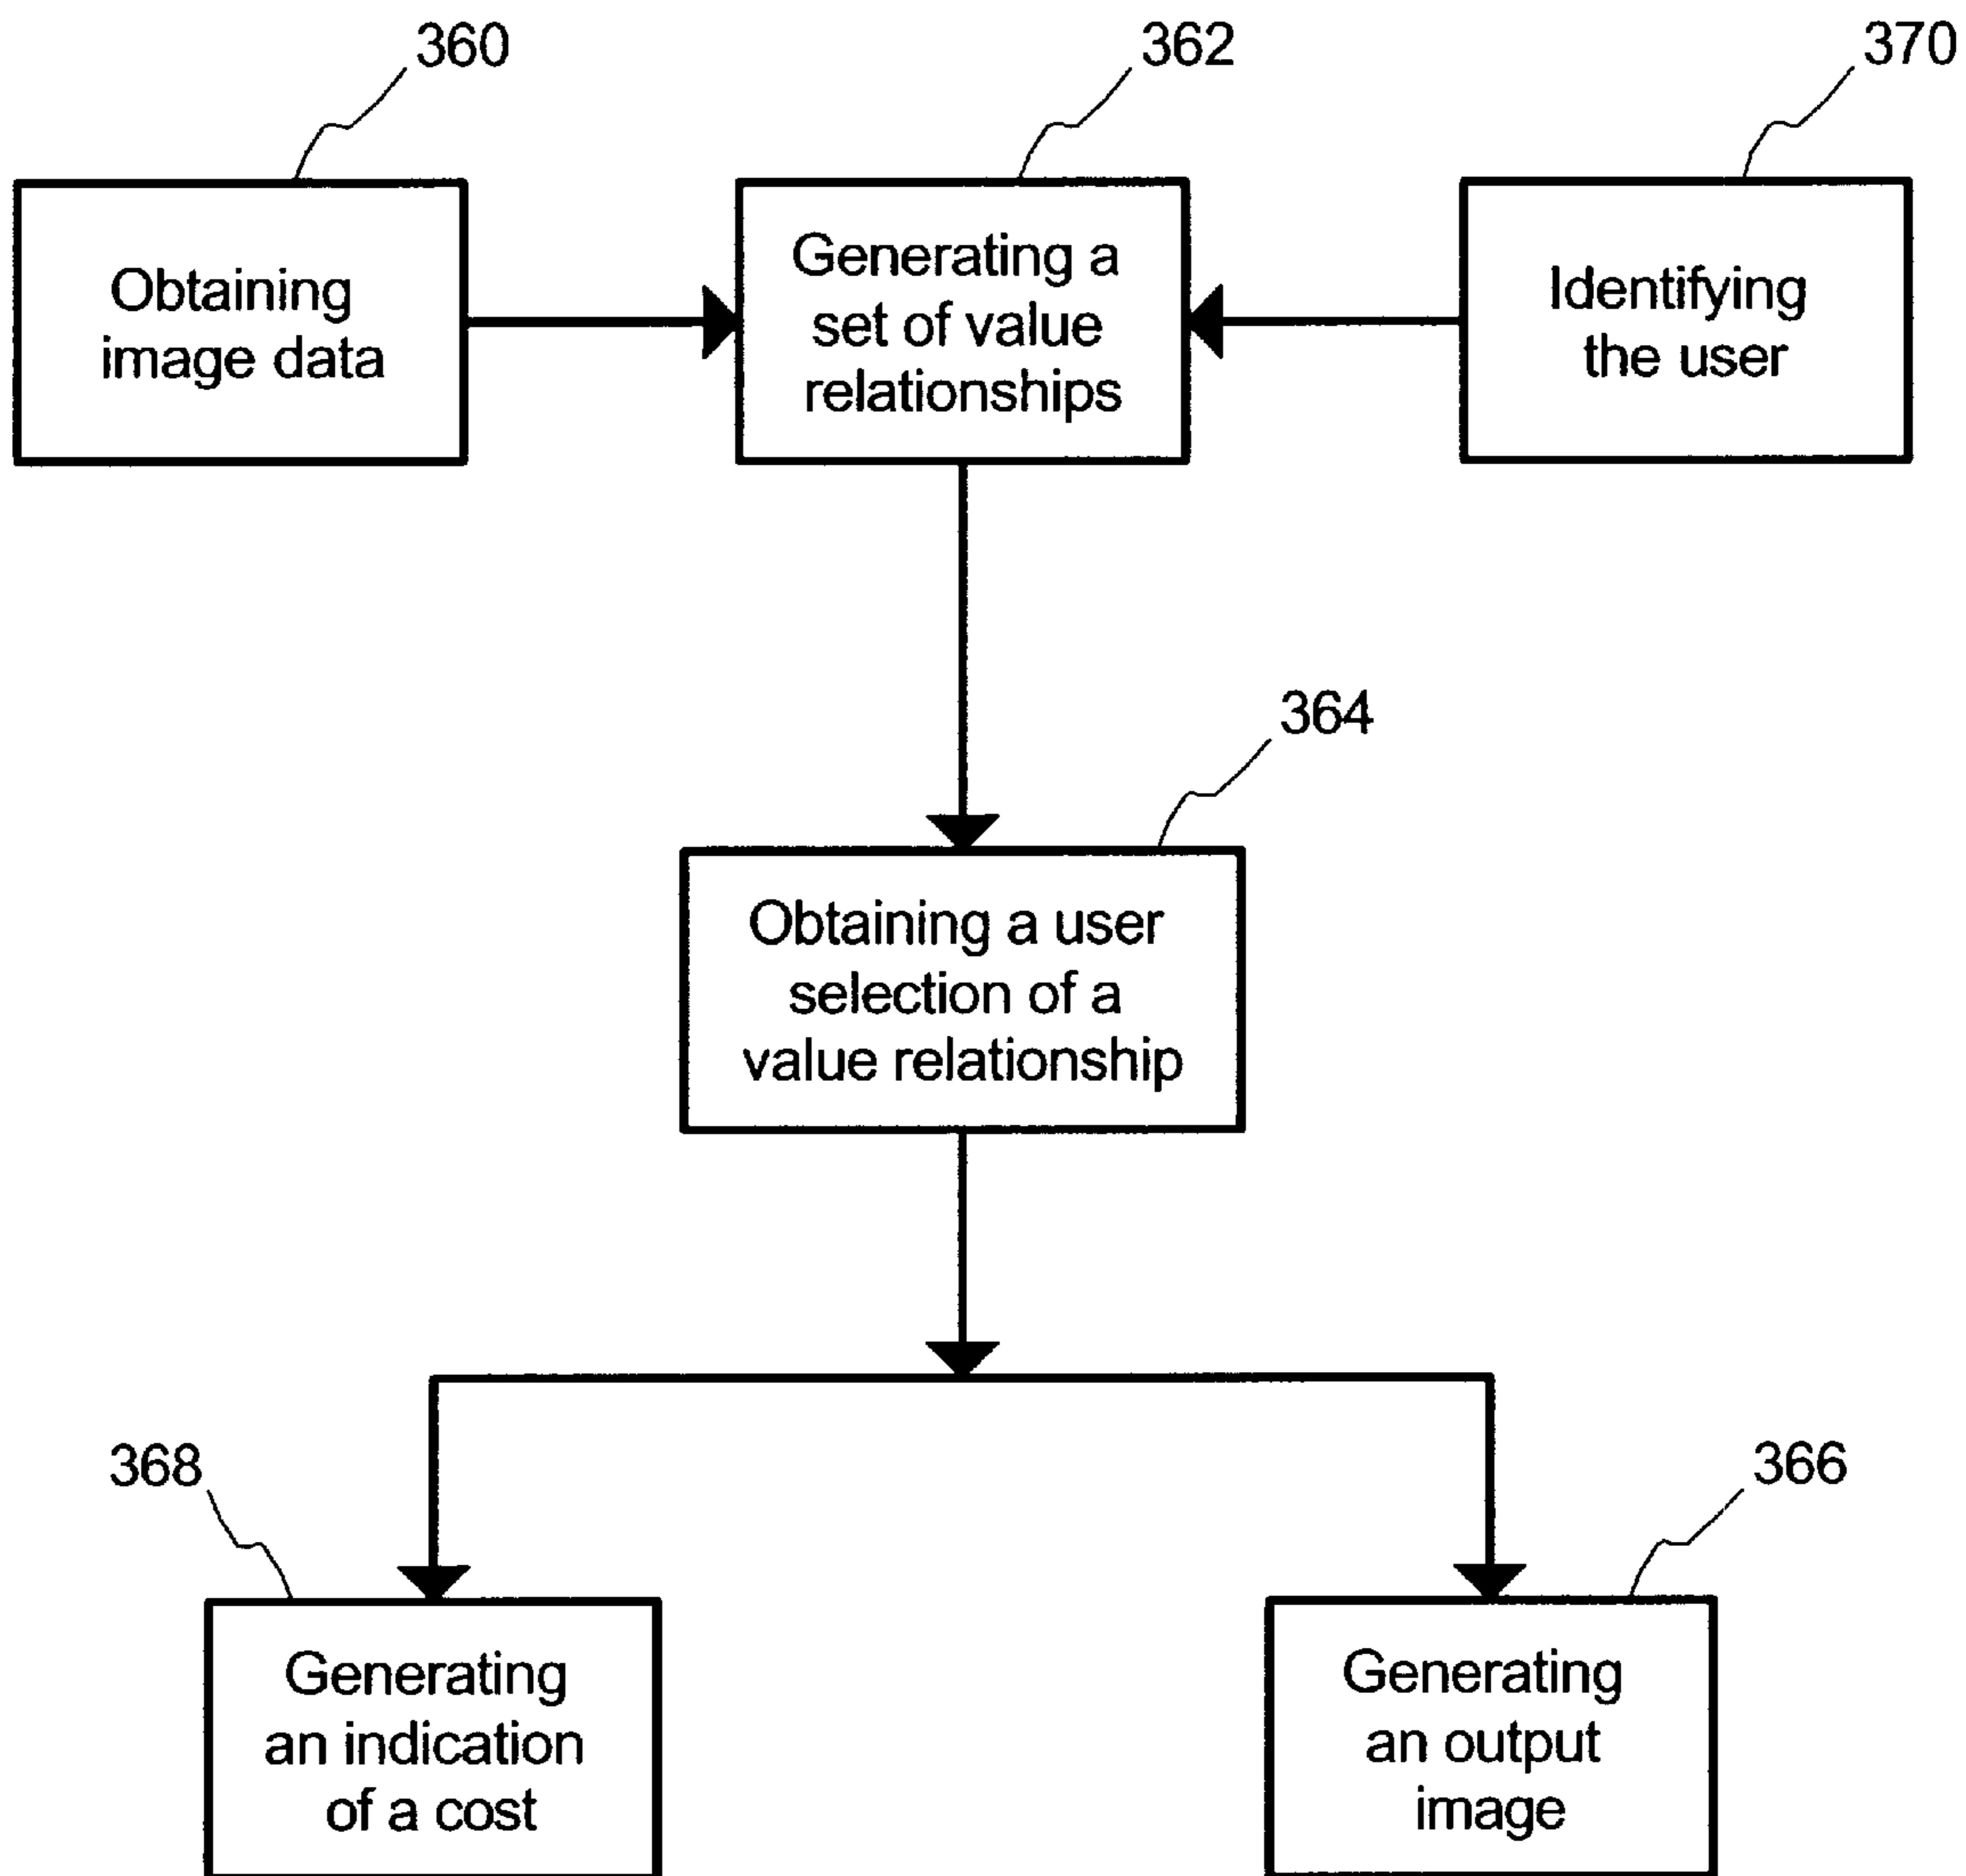 360
362
370
Obtaining
image data
Generating a
set of value
relationships
Identifying
the user
364
Obtaining a user
selection of a
value relationship
368
366
Generating
an indication
of a cost
Generating
an output
image